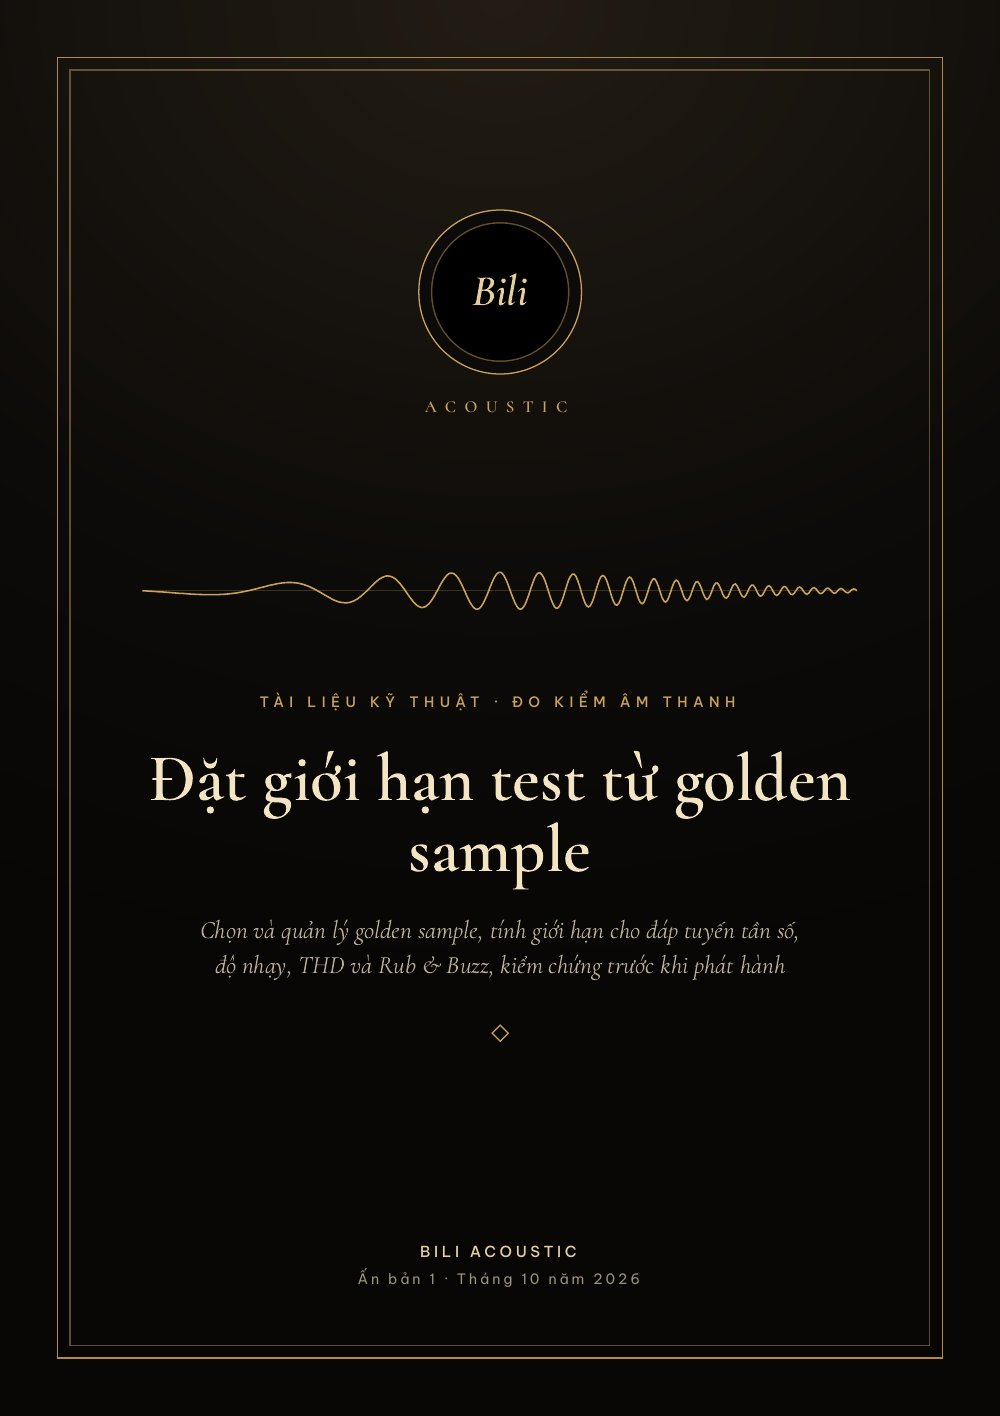 Bili
ACOUSTIC
TÀI LIỆU KỸ THUẬT · ĐO KIỂM ÂM THANH
Đặt giới hạn test từ golden
sample
Chọn và quản lý golden sample, tính giới hạn cho đáp tuyến tần số,
độ nhạy, THD và Rub & Buzz, kiểm chứng trước khi phát hành
BILI ACOUSTIC
Ấn bản 1 · Tháng 10 năm 2026